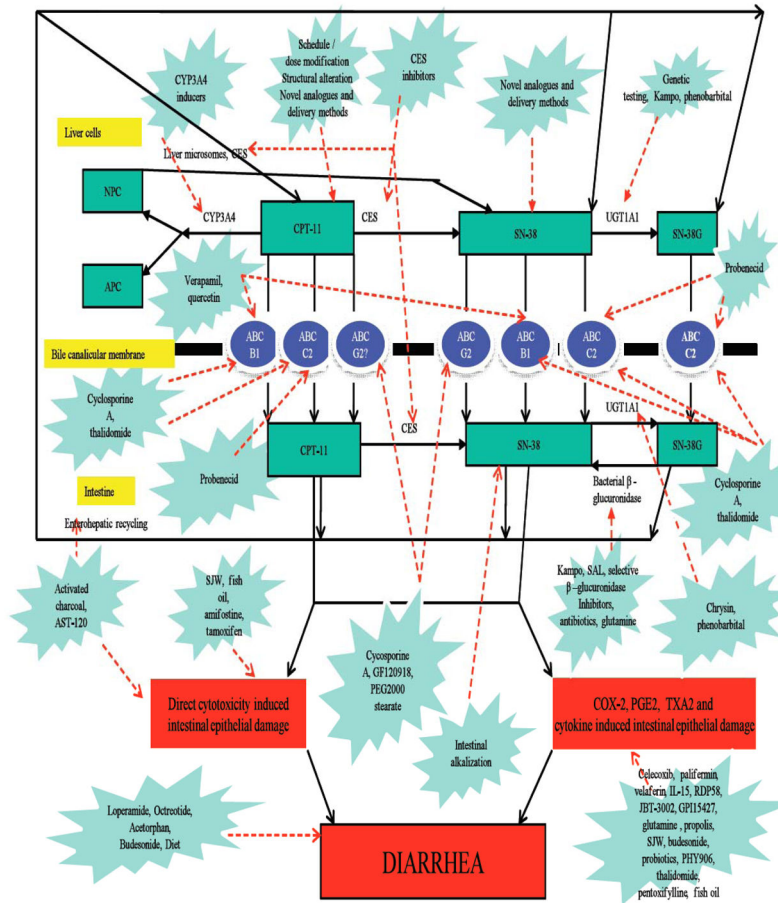 Schedule /
dose modification
Structural alteration
Novel analogues and
delivery methods
CES
inhibitors
CYP3A4
inducers
Novel analogues and
delivery methods
Genetic
testing, Kampo, phenobarbital
Liver cells
Liver microsomes, CES
NPC
CYP3A4
CPT-11
CES
SN-38
UGT1A1
SN-38G
APC
Verapamil,
quercetin
Probenecid
ABC
B1
ABC
C2
ABC
G2?
ABC
G2
ABC
B1
ABC
C2
ABC
C2
Bile canalicular membrane
Cyclosporine
A,
thalidomide
Probenecid
CPT-11
CES
SN-38
UGT1A1
SN-38G
Bacterial β -
glucuronidase
Cyclosporine
A,
thalidomide
Intestine
Enterohepatic recycling
Activated
charcoal,
AST-120
SJW, fish
oil,
amifostine,
tamoxifen
Kampo, SAL, selective
β –glucuronidase
Inhibitors,
antibiotics, glutamine
Chrysin,
phenobarbital
Cycosporine
A, GF120918,
PEG2000
stearate
Intestinal
alkalization
Direct cytotoxicity induced
intestinal epithelial damage
COX-2, PGE2, TXA2 and
cytokine induced intestinal epithelial damage
Loperamide, Octreotide,
Acetorphan,
Budesonide, Diet
DIARRHEA
Celecoxib, palifermin,
velaferin, IL-15, RDP58,
JBT-3002, GPI15427,
glutamine , propolis,
SJW, budesonide,
probiotics, PHY906,
thalidomide,
pentoxifylline, fish oil